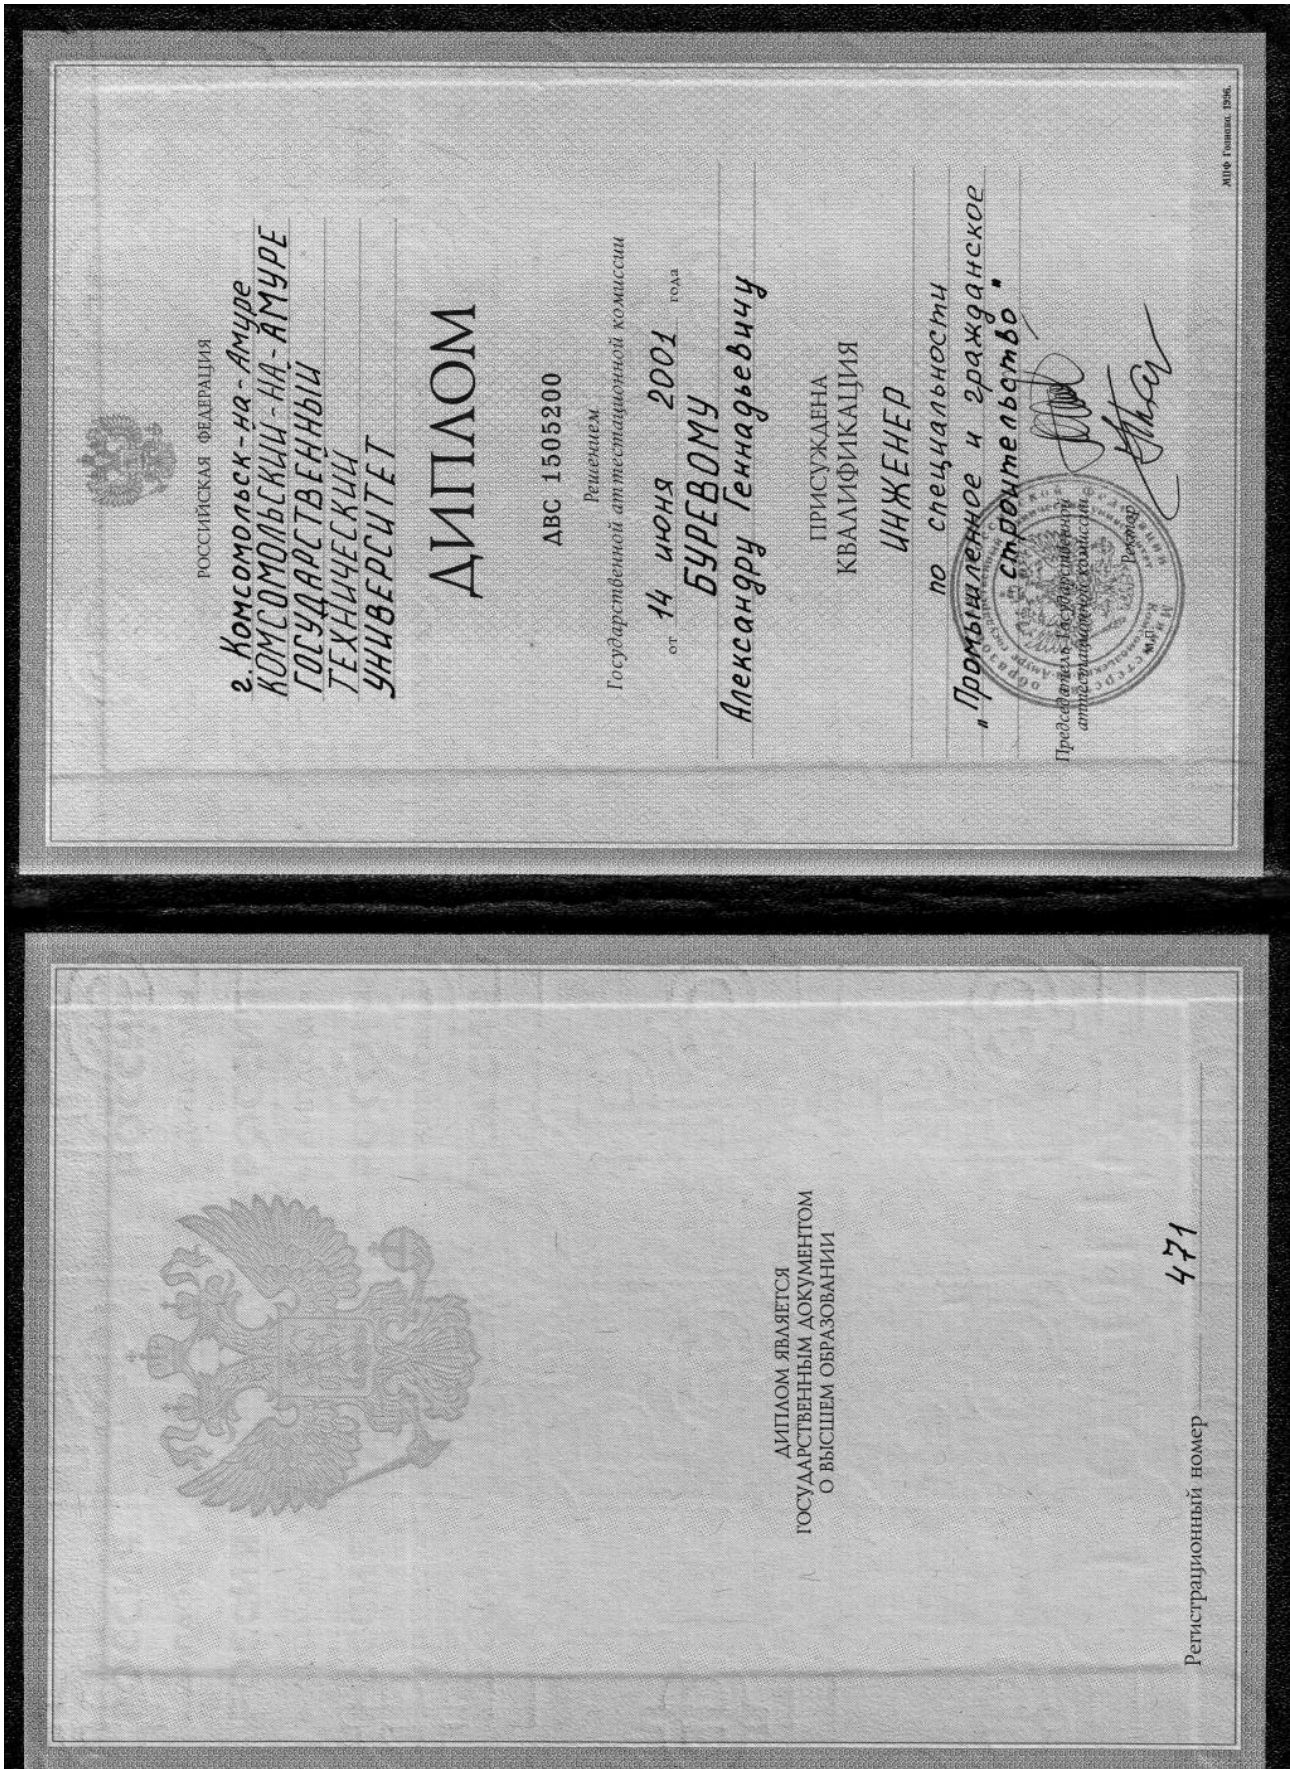 ДИПЛОМ ЯВЛЯЕТСЯ
ГОСУДАРСТВЕННЫМ ДОКУМЕНТОМ
О ВЫСШЕМ ОБРАЗОВАНИИ
Регистрационный номер 471
РОССИЙСКАЯ ФЕДЕРАЦИЯ
г. Комсомольск-на-Амуре
КОМСОМОЛЬСКИЙ-НА-АМУРЕ
ГОСУДАРСТВЕННЫЙ
ТЕХНИЧЕСКИЙ
УНИВЕРСИТЕТ
ДИПЛОМ
АВС 1505200
Решением
Государственной аттестационной комиссии
от 14 июня 2001 года
БУРЕВОМУ
Александру Геннадьевичу
ПРИСУЖДЕНА
КВАЛИФИКАЦИЯ
ИНЖЕНЕР
по специальности
„Промышленное и гражданское
строительство"
Председатель Государственной
аттестационной комиссии
Ректор
МПФ Гознака. 1996.